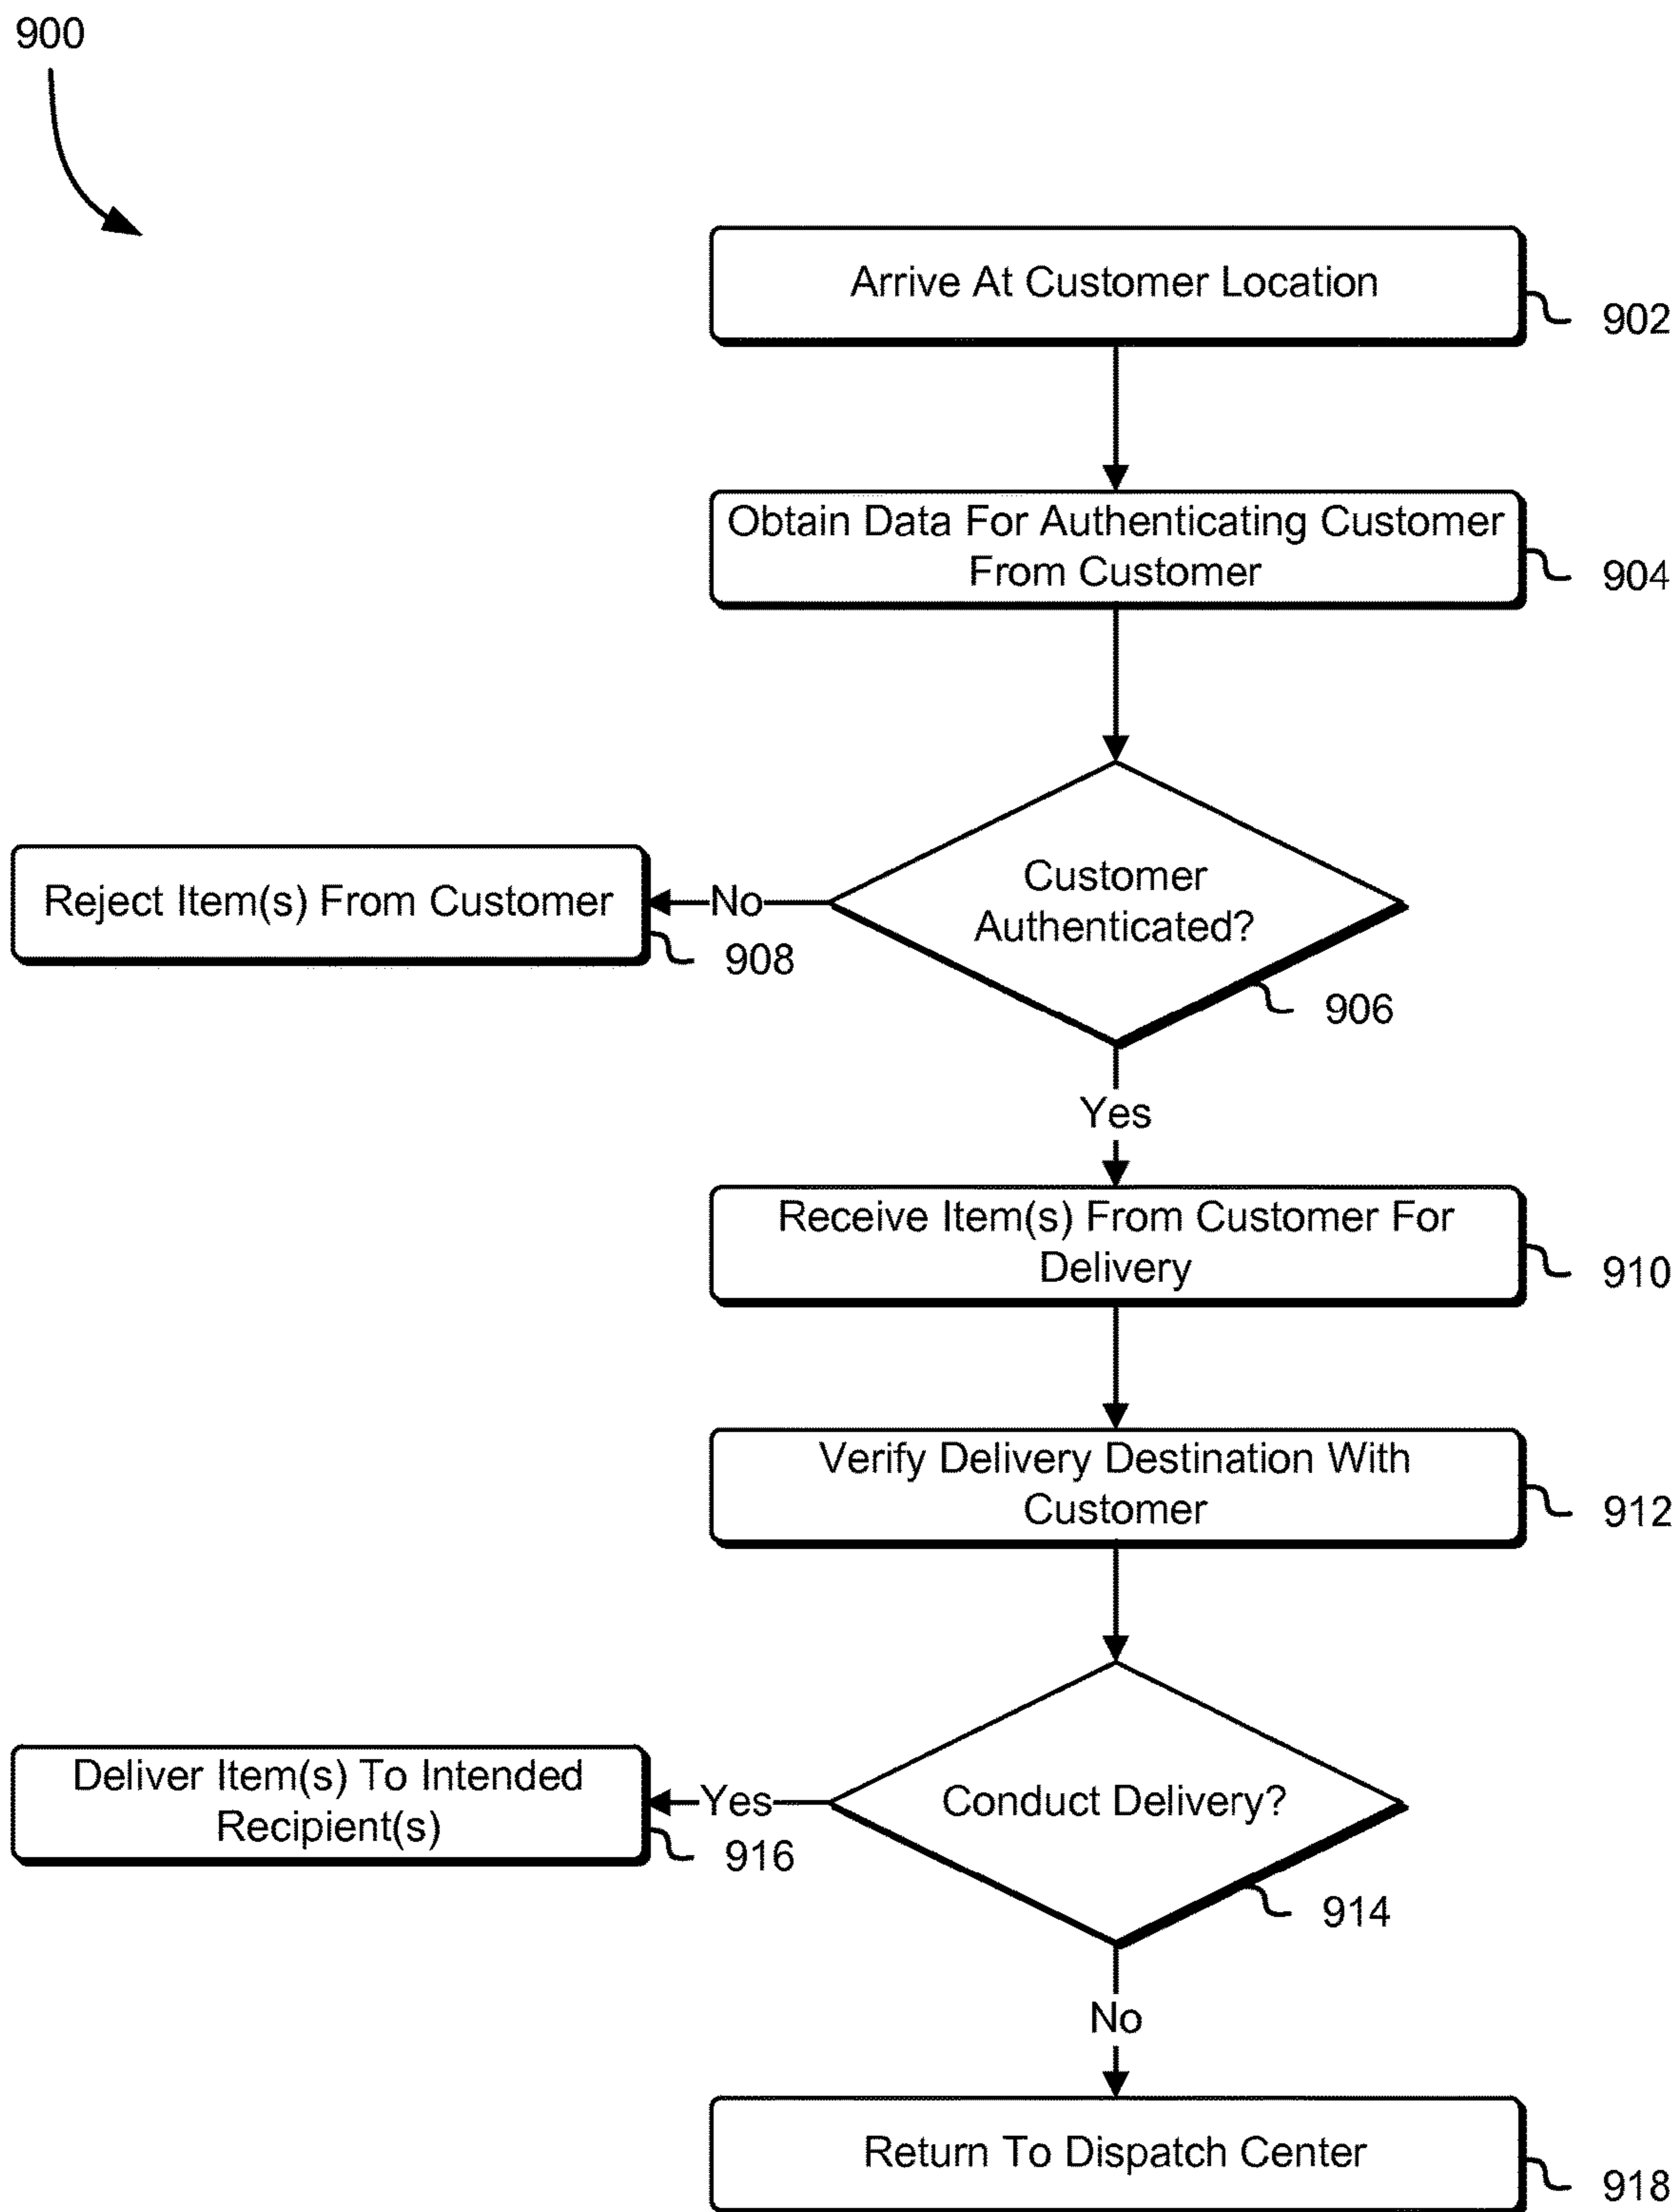 900
Arrive At Customer Location
902
Obtain Data For Authenticating Customer
From Customer
904
Customer
Authenticated?
906
No
Reject Item(s) From Customer
908
Yes
Receive Item(s) From Customer For
Delivery
910
Verify Delivery Destination With
Customer
912
Conduct Delivery?
914
Yes
Deliver Item(s) To Intended
Recipient(s)
916
No
Return To Dispatch Center
918